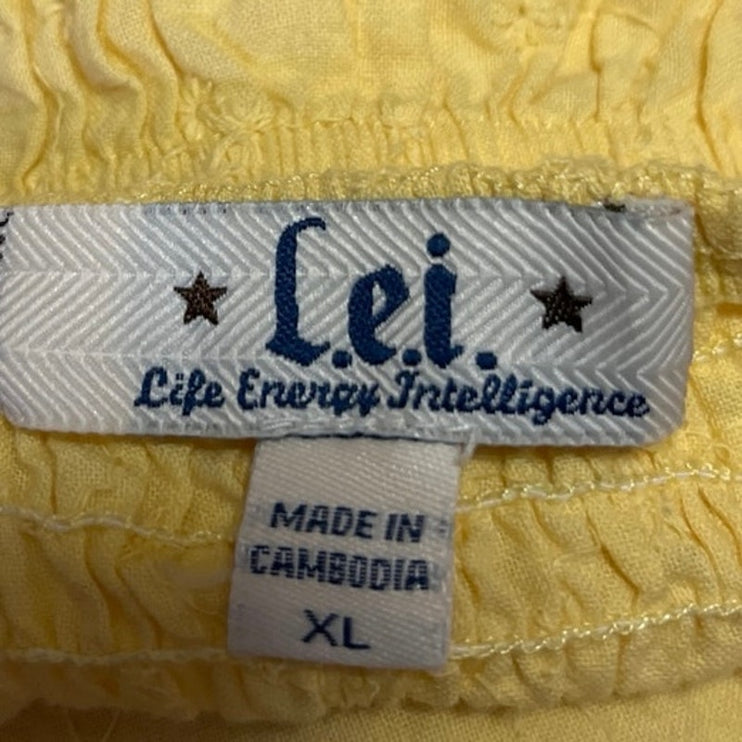 L.e.i.
Life Energy Intelligence
MADE IN
CAMBODIA
XL